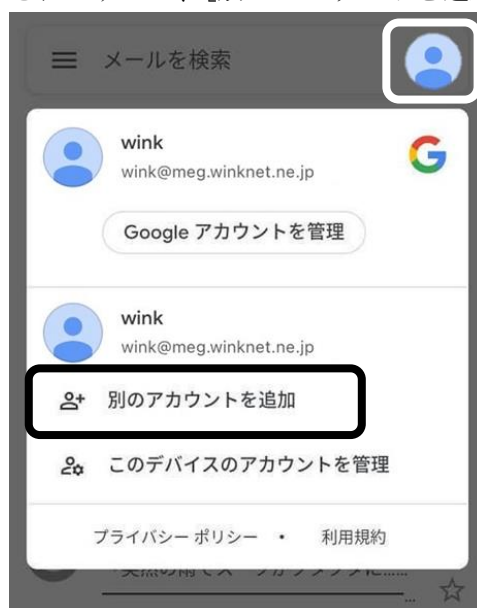 メールを検索
wink
wink@meg.winknet.ne.jp
Google アカウントを管理
wink
wink@meg.winknet.ne.jp
別のアカウントを追加
このデバイスのアカウントを管理
プライバシー ポリシー • 利用規約